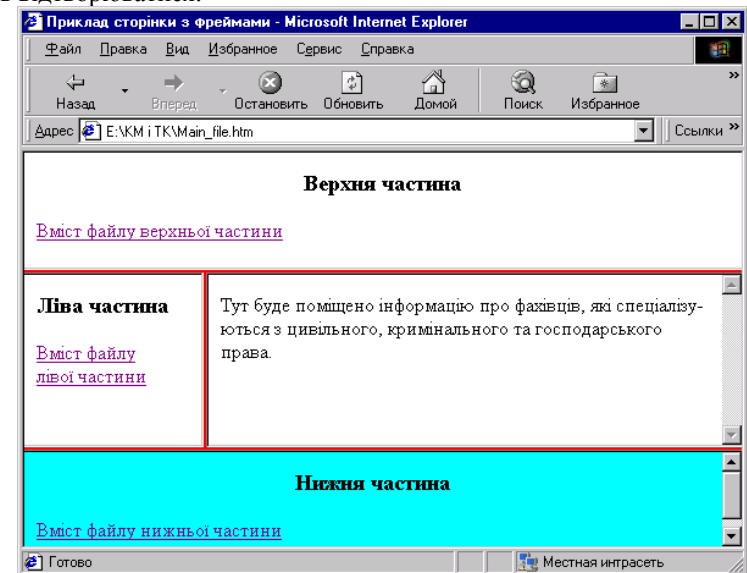 Приклад сторінки з фреймами - Microsoft Internet Explorer
Файл Правка Вид Избранное Сервис Справка
Назад Вперед Остановить Обновить Домой Поиск Избранное »
Адрес E:\КМ і ТК\Main_file.htm Ссылки »
Верхня частина
Вміст файлу верхньої частини
Ліва частина
Вміст файлу
лівої частини
Тут буде поміщено інформацію про фахівців, які спеціалізу-
ються з цивільного, кримінального та господарського
права.
Нижня частина
Вміст файлу нижньої частини
Готово Местная интрасеть